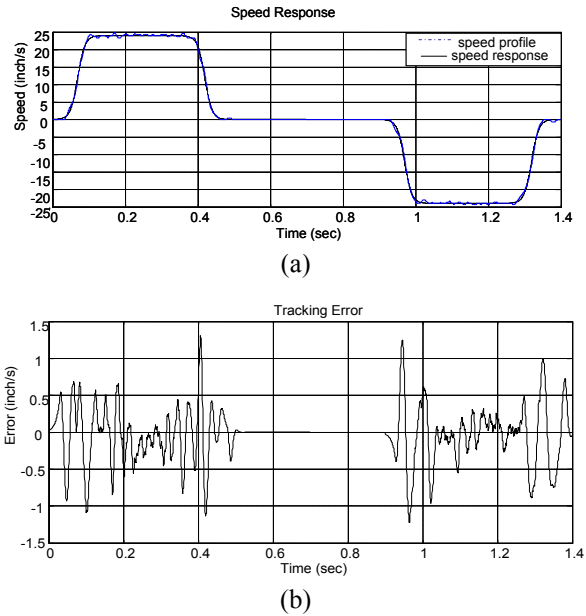 Speed Response
25
20
15
10
5
0
-5
-10
-15
-20
-25
Speed (inch/s)
speed profile
speed response
0 0.2 0.4 0.6 0.8 1 1.2 1.4
Time (sec)
(a)
Tracking Error
1.5
1
0.5
0
-0.5
-1
-1.5
Error (inch/s)
0 0.2 0.4 0.6 0.8 1 1.2 1.4
Time (sec)
(b)